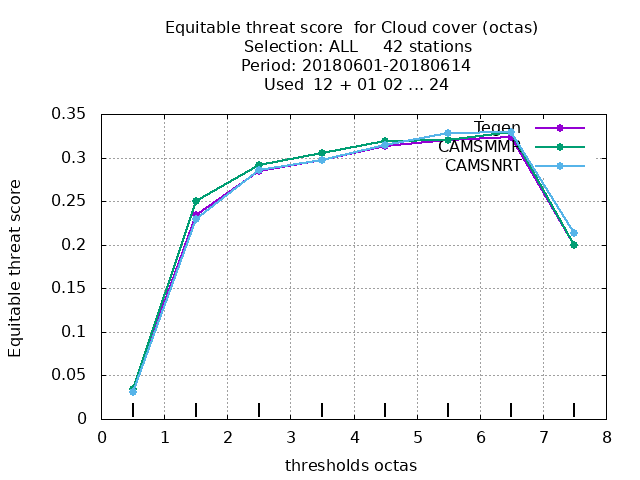 Equitable threat score  for Cloud cover (octas)
Selection: ALL     42 stations
Period: 20180601-20180614
Used  12 + 01 02 ... 24
Equitable threat score
0.35
0.3
0.25
0.2
0.15
0.1
0.05
0
0 1 2 3 4 5 6 7 8
thresholds octas
Tegen
CAMSMMR
CAMSNRT